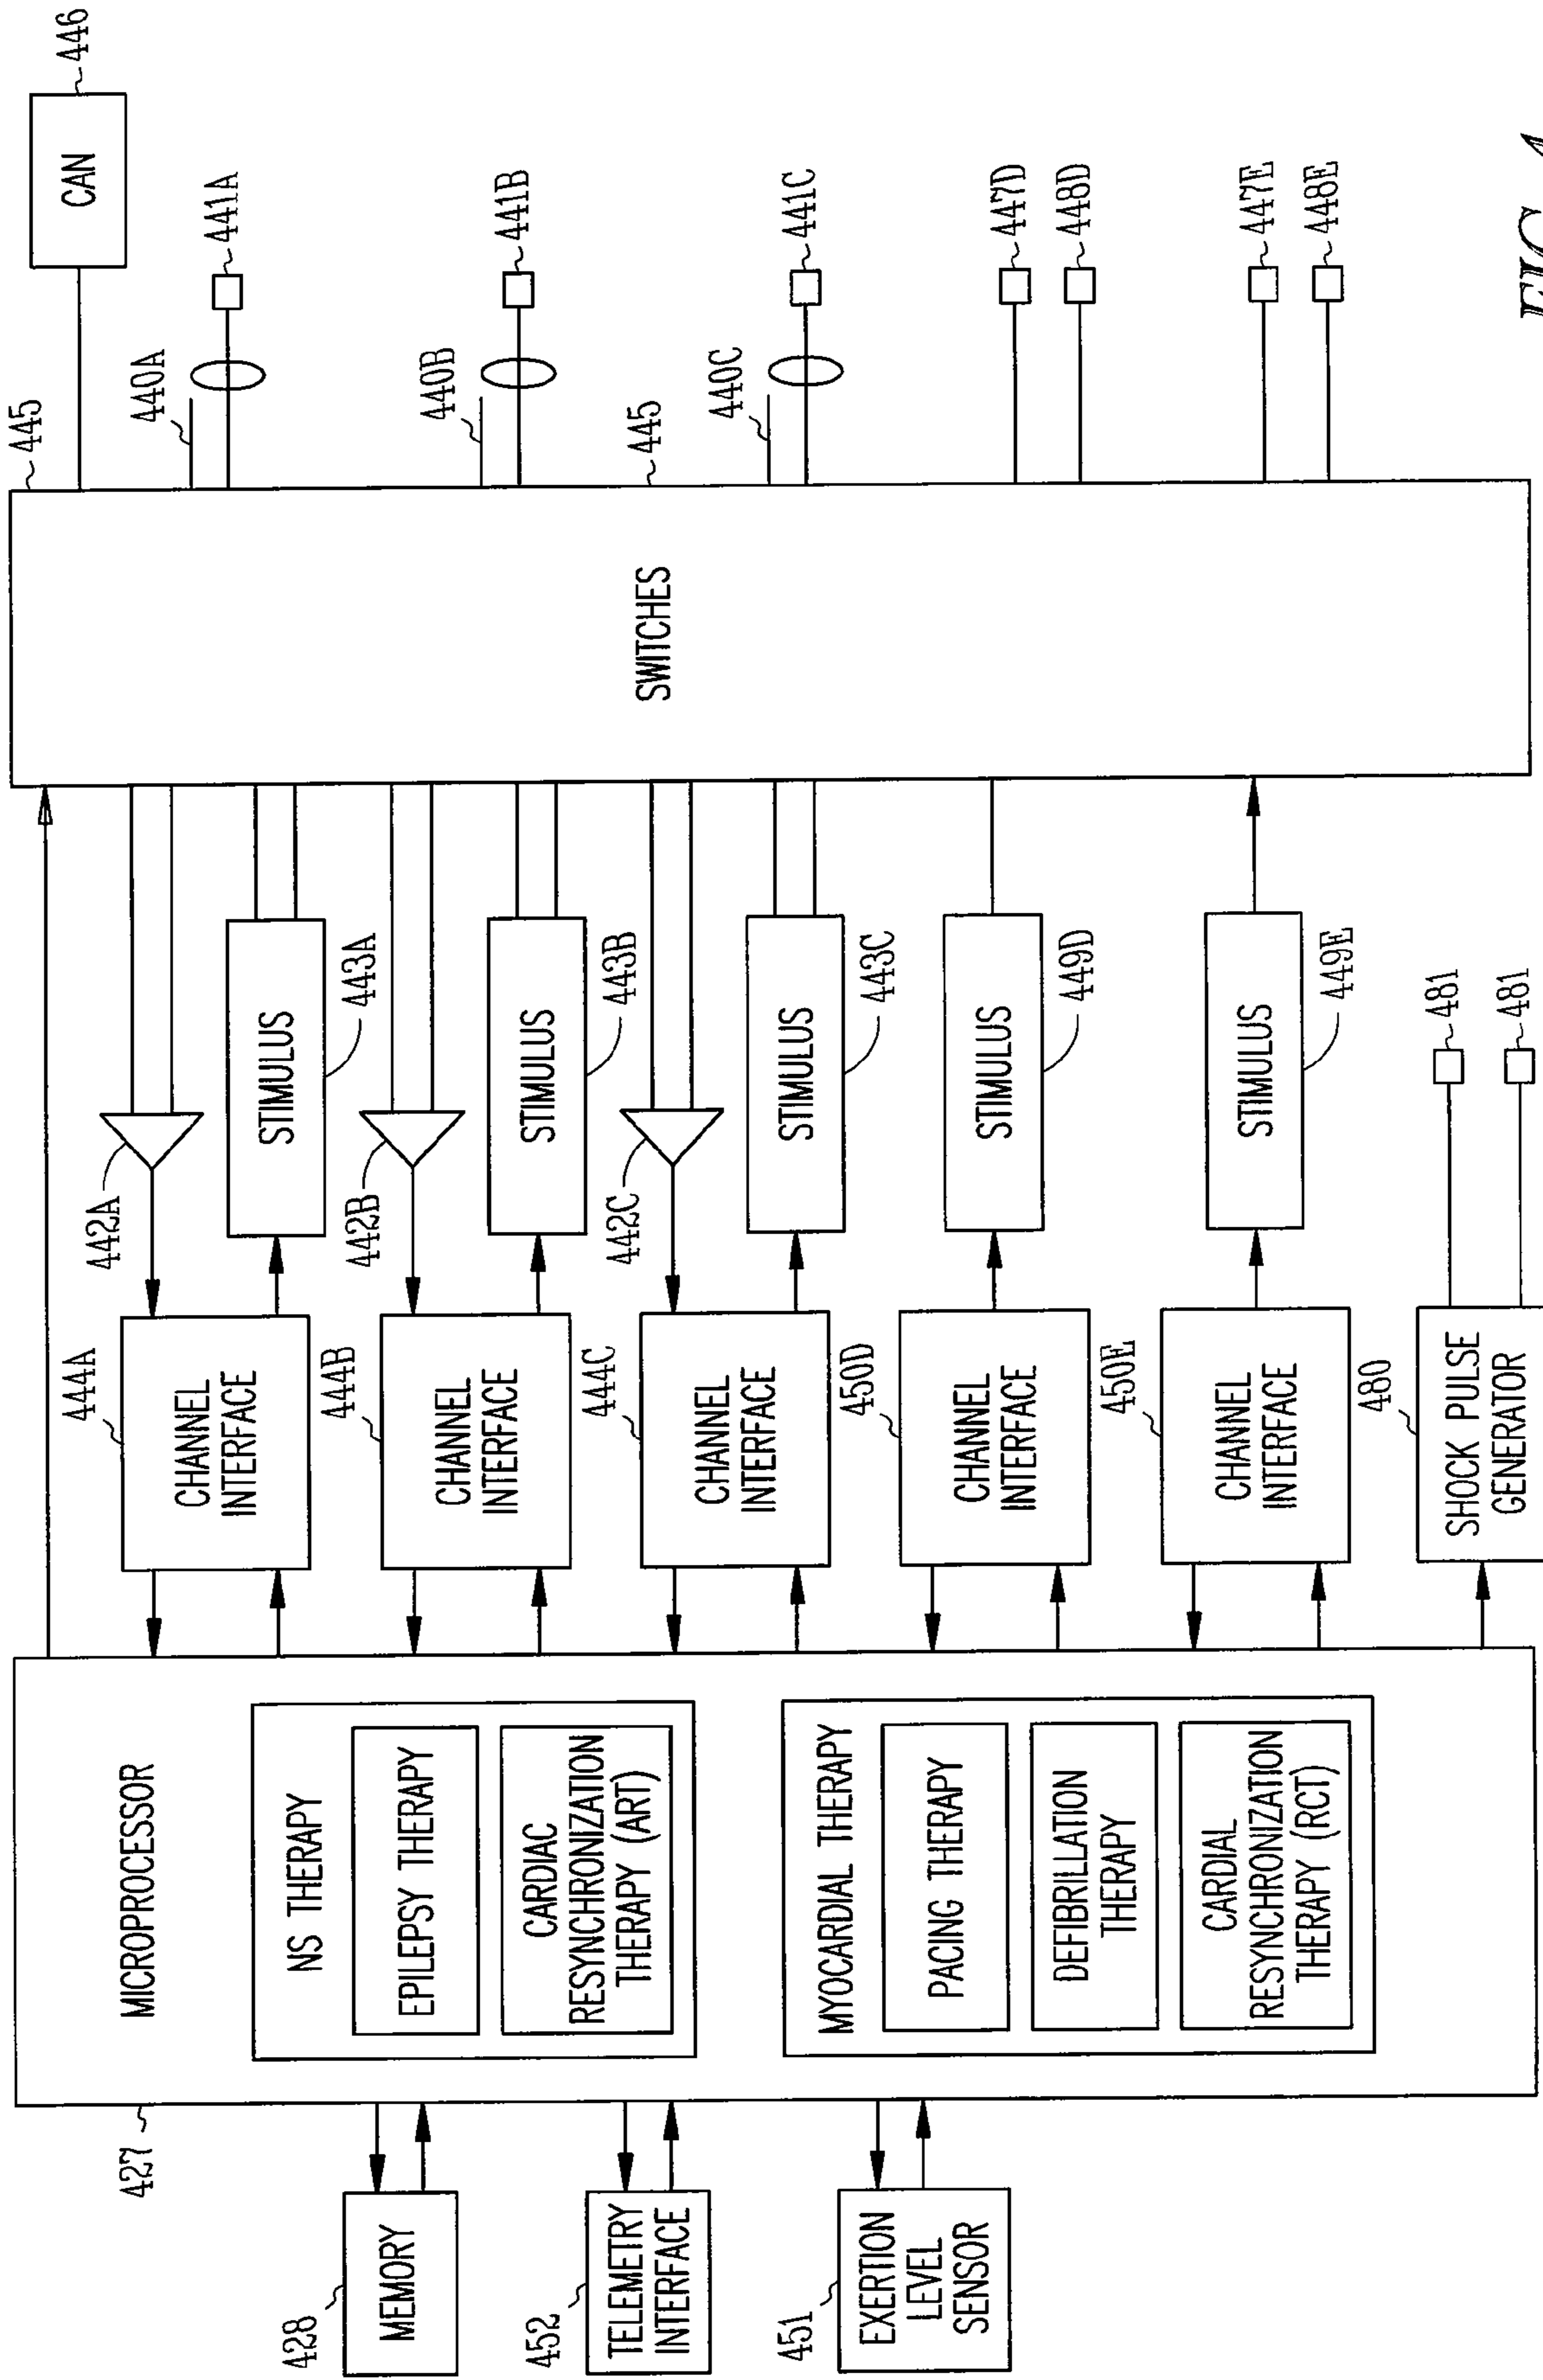 445
CAN
446
440A
441A
440B
441B
445
440C
441C
447D
448D
447E
448E
SWITCHES
442A
STIMULUS
443A
442B
STIMULUS
443B
442C
STIMULUS
443C
STIMULUS
449D
STIMULUS
449E
481
481
444A
CHANNEL
INTERFACE
444B
CHANNEL
INTERFACE
444C
CHANNEL
INTERFACE
450D
CHANNEL
INTERFACE
450E
CHANNEL
INTERFACE
480
SHOCK PULSE
GENERATOR
427
MICROPROCESSOR
NS THERAPY
EPILEPSY THERAPY
CARDIAC
RESYNCHRONIZATION
THERAPY (ART)
MYOCARDIAL THERAPY
PACING THERAPY
DEFIBRILLATION
THERAPY
CARDIAL
RESYNCHRONIZATION
THERAPY (RCT)
428
MEMORY
452
TELEMETRY
INTERFACE
451
EXERTION
LEVEL
SENSOR